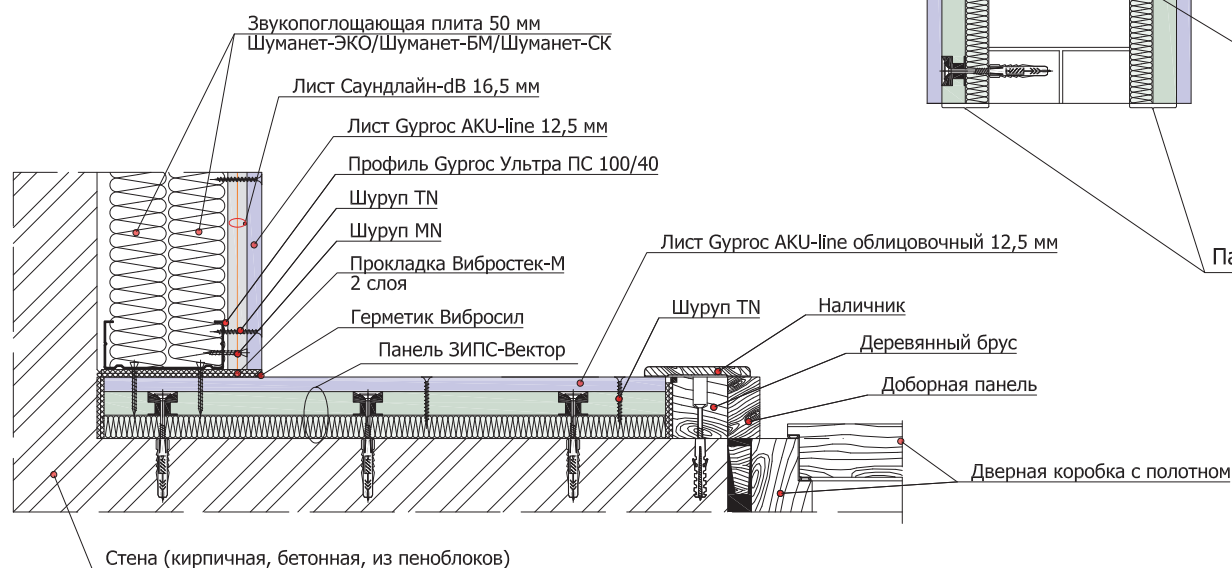 Звукопоглощающая плита 50 мм
Шуманет-ЭКО/Шуманет-БМ/Шуманет-СК
Лист Саундлайн-dB 16,5 мм
Лист Gyproc AKU-line 12,5 мм
Профиль Gyproc Ультра ПС 100/40
Шуруп TN
Шуруп MN
Прокладка Вибростек-М
2 слоя
Герметик Вибросил
Панель ЗИПС-Вектор
Лист Gyproc AKU-line облицовочный 12,5 мм
Шуруп TN
Наличник
Деревянный брус
Доборная панель
Дверная коробка с полотном
Стена (кирпичная, бетонная, из пеноблоков)